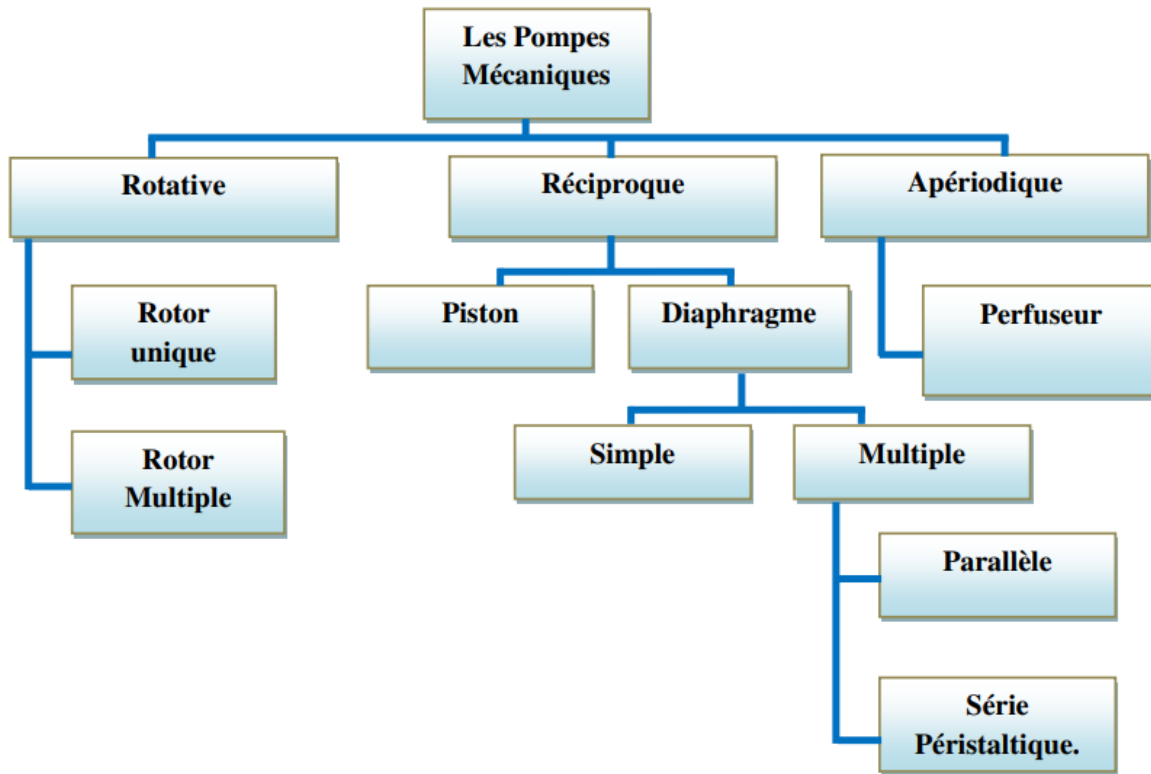 Les Pompes
Mécaniques
Rotative
Réciproque
Apériodique
Rotor
unique
Piston
Diaphragme
Perfuseur
Rotor
Multiple
Simple
Multiple
Parallèle
Série
Péristaltique.